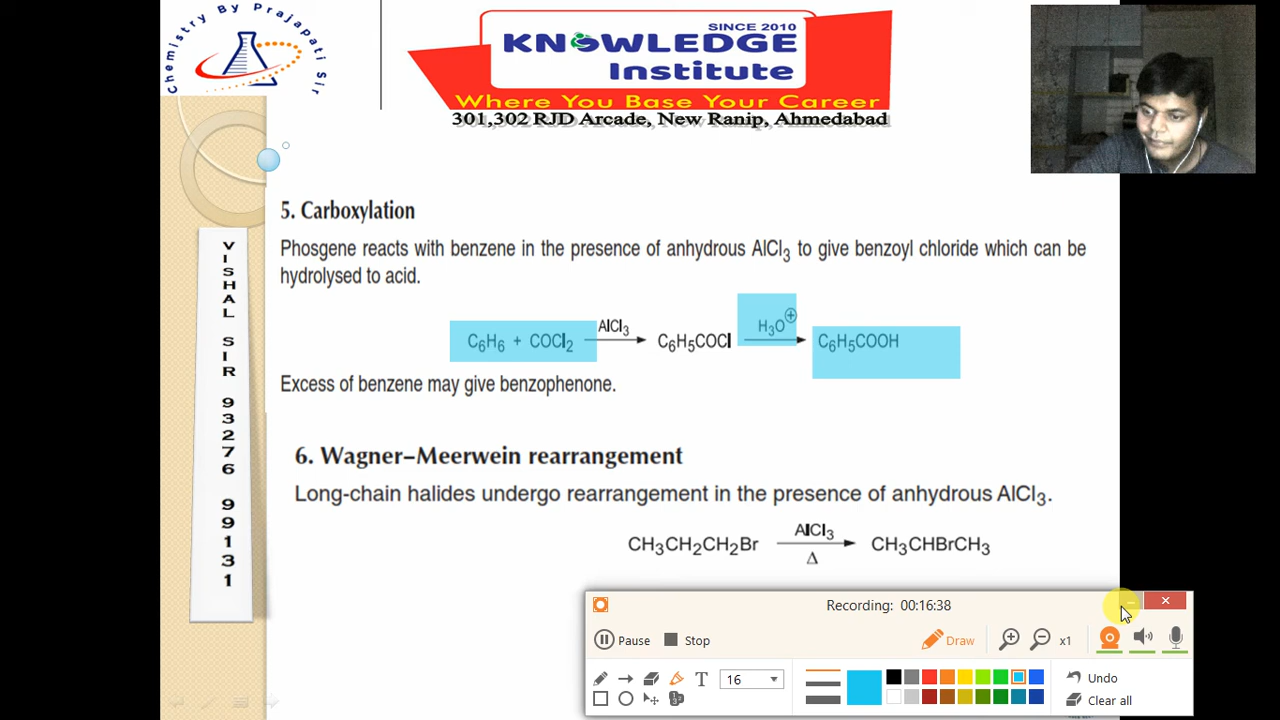 Chemistry By Prajapati Sir
SINCE 2010
KNOWLEDGE
Institute
Where You Base Your Career
301,302 RJD Arcade, New Ranip, Ahmedabad
VISHAL SIR 93276 99131
5. Carboxylation
Phosgene reacts with benzene in the presence of anhydrous AlCl₃ to give benzoyl chloride which can be
hydrolysed to acid.
C₆H₆ + COCl₂ AlCl₃ → C₆H₅COCl H₃O⊕ → C₆H₅COOH
Excess of benzene may give benzophenone.
6. Wagner–Meerwein rearrangement
Long-chain halides undergo rearrangement in the presence of anhydrous AlCl₃.
CH₃CH₂CH₂Br AlCl₃ Δ → CH₃CHBrCH₃
Recording: 00:16:38
Pause Stop Draw x1
T 16 Undo
Clear all